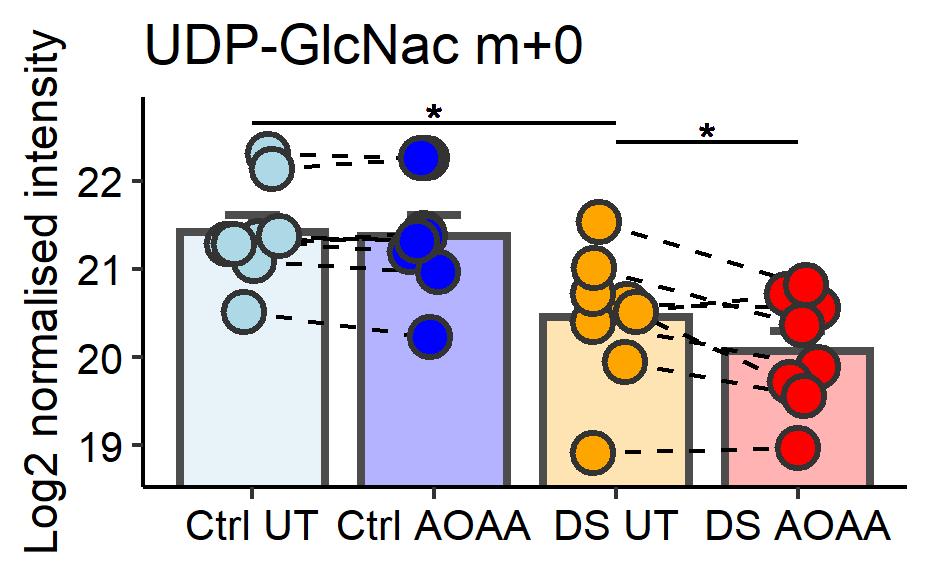 UDP-GlcNac m+0
Log2 normalised intensity
*
*
22
21
20
19
Ctrl UT Ctrl AOAA DS UT DS AOAA